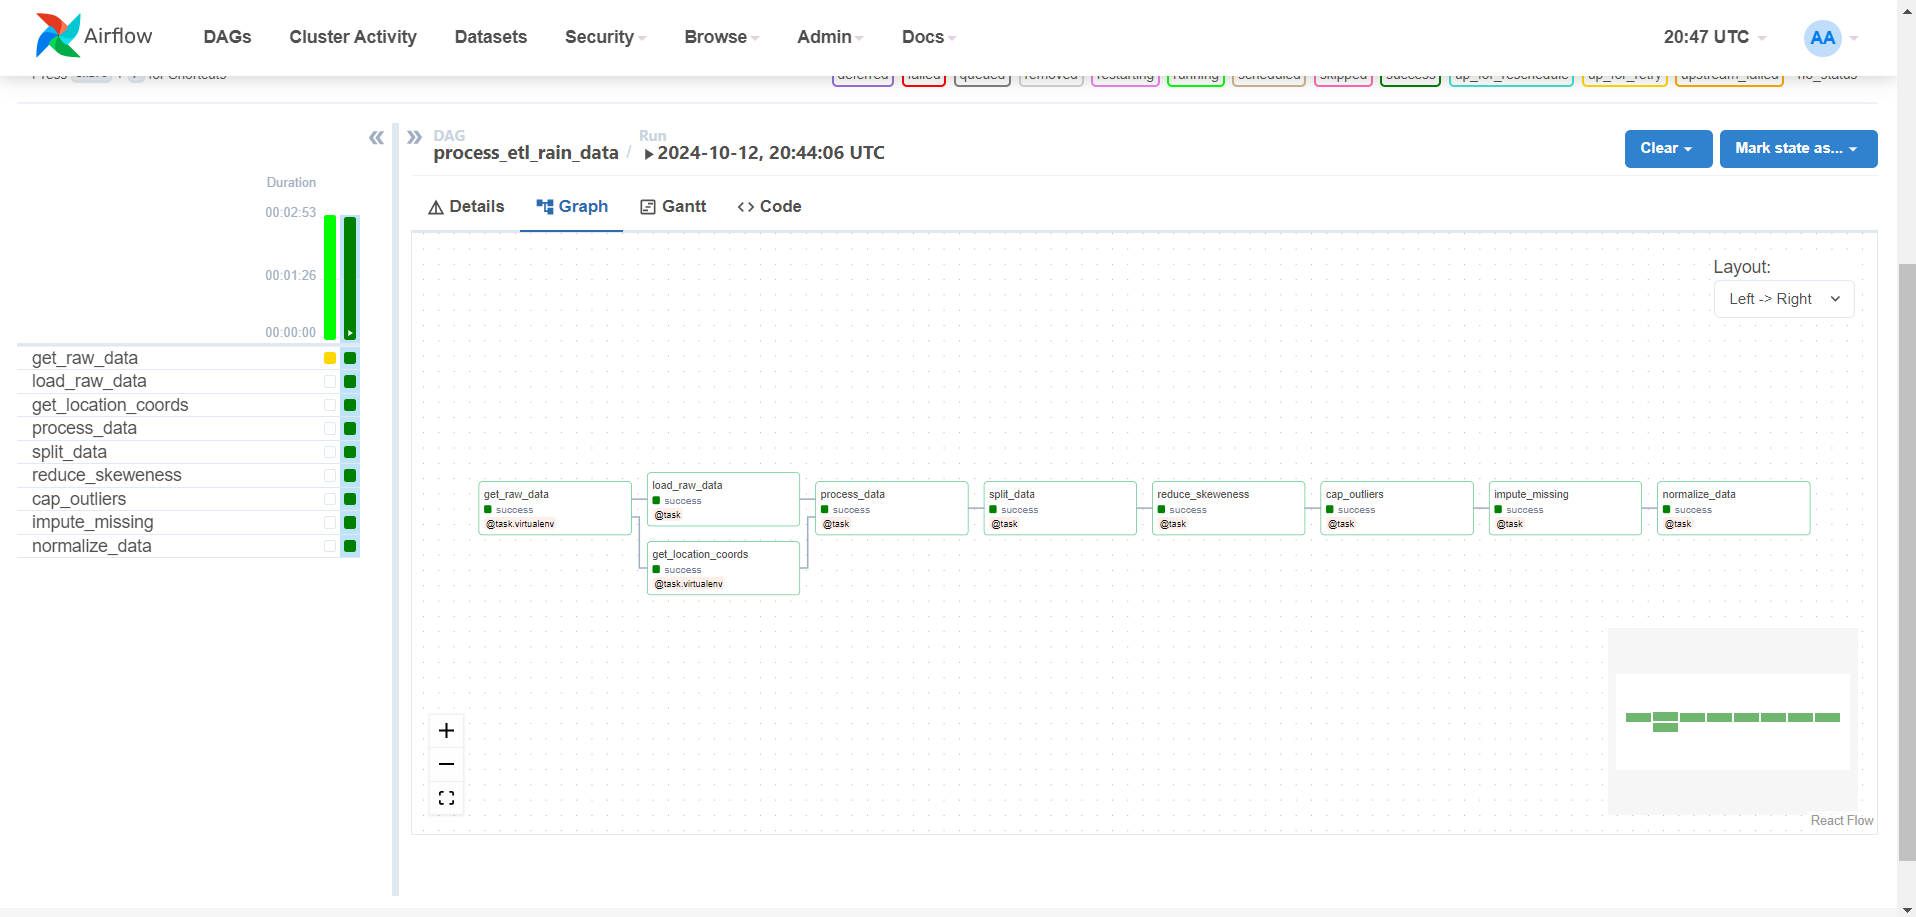 Airflow
DAGs Cluster Activity Datasets Security Browse Admin Docs 20:47 UTC AA
Press / for Shortcuts
deferred failed queued removed restarting running scheduled skipped success up_for_reschedule up_for_retry upstream_failed no_status
DAG
process_etl_rain_data /
Run
2024-10-12, 20:44:06 UTC
Clear
Mark state as...
Duration
00:02:53
00:01:26
00:00:00
get_raw_data
load_raw_data
get_location_coords
process_data
split_data
reduce_skeweness
cap_outliers
impute_missing
normalize_data
Details Graph Gantt Code
Layout:
Left -> Right
get_raw_data
success
@task.virtualenv
load_raw_data
success
@task
get_location_coords
success
@task.virtualenv
process_data
success
@task
split_data
success
@task
reduce_skeweness
success
@task
cap_outliers
success
@task
impute_missing
success
@task
normalize_data
success
@task
React Flow